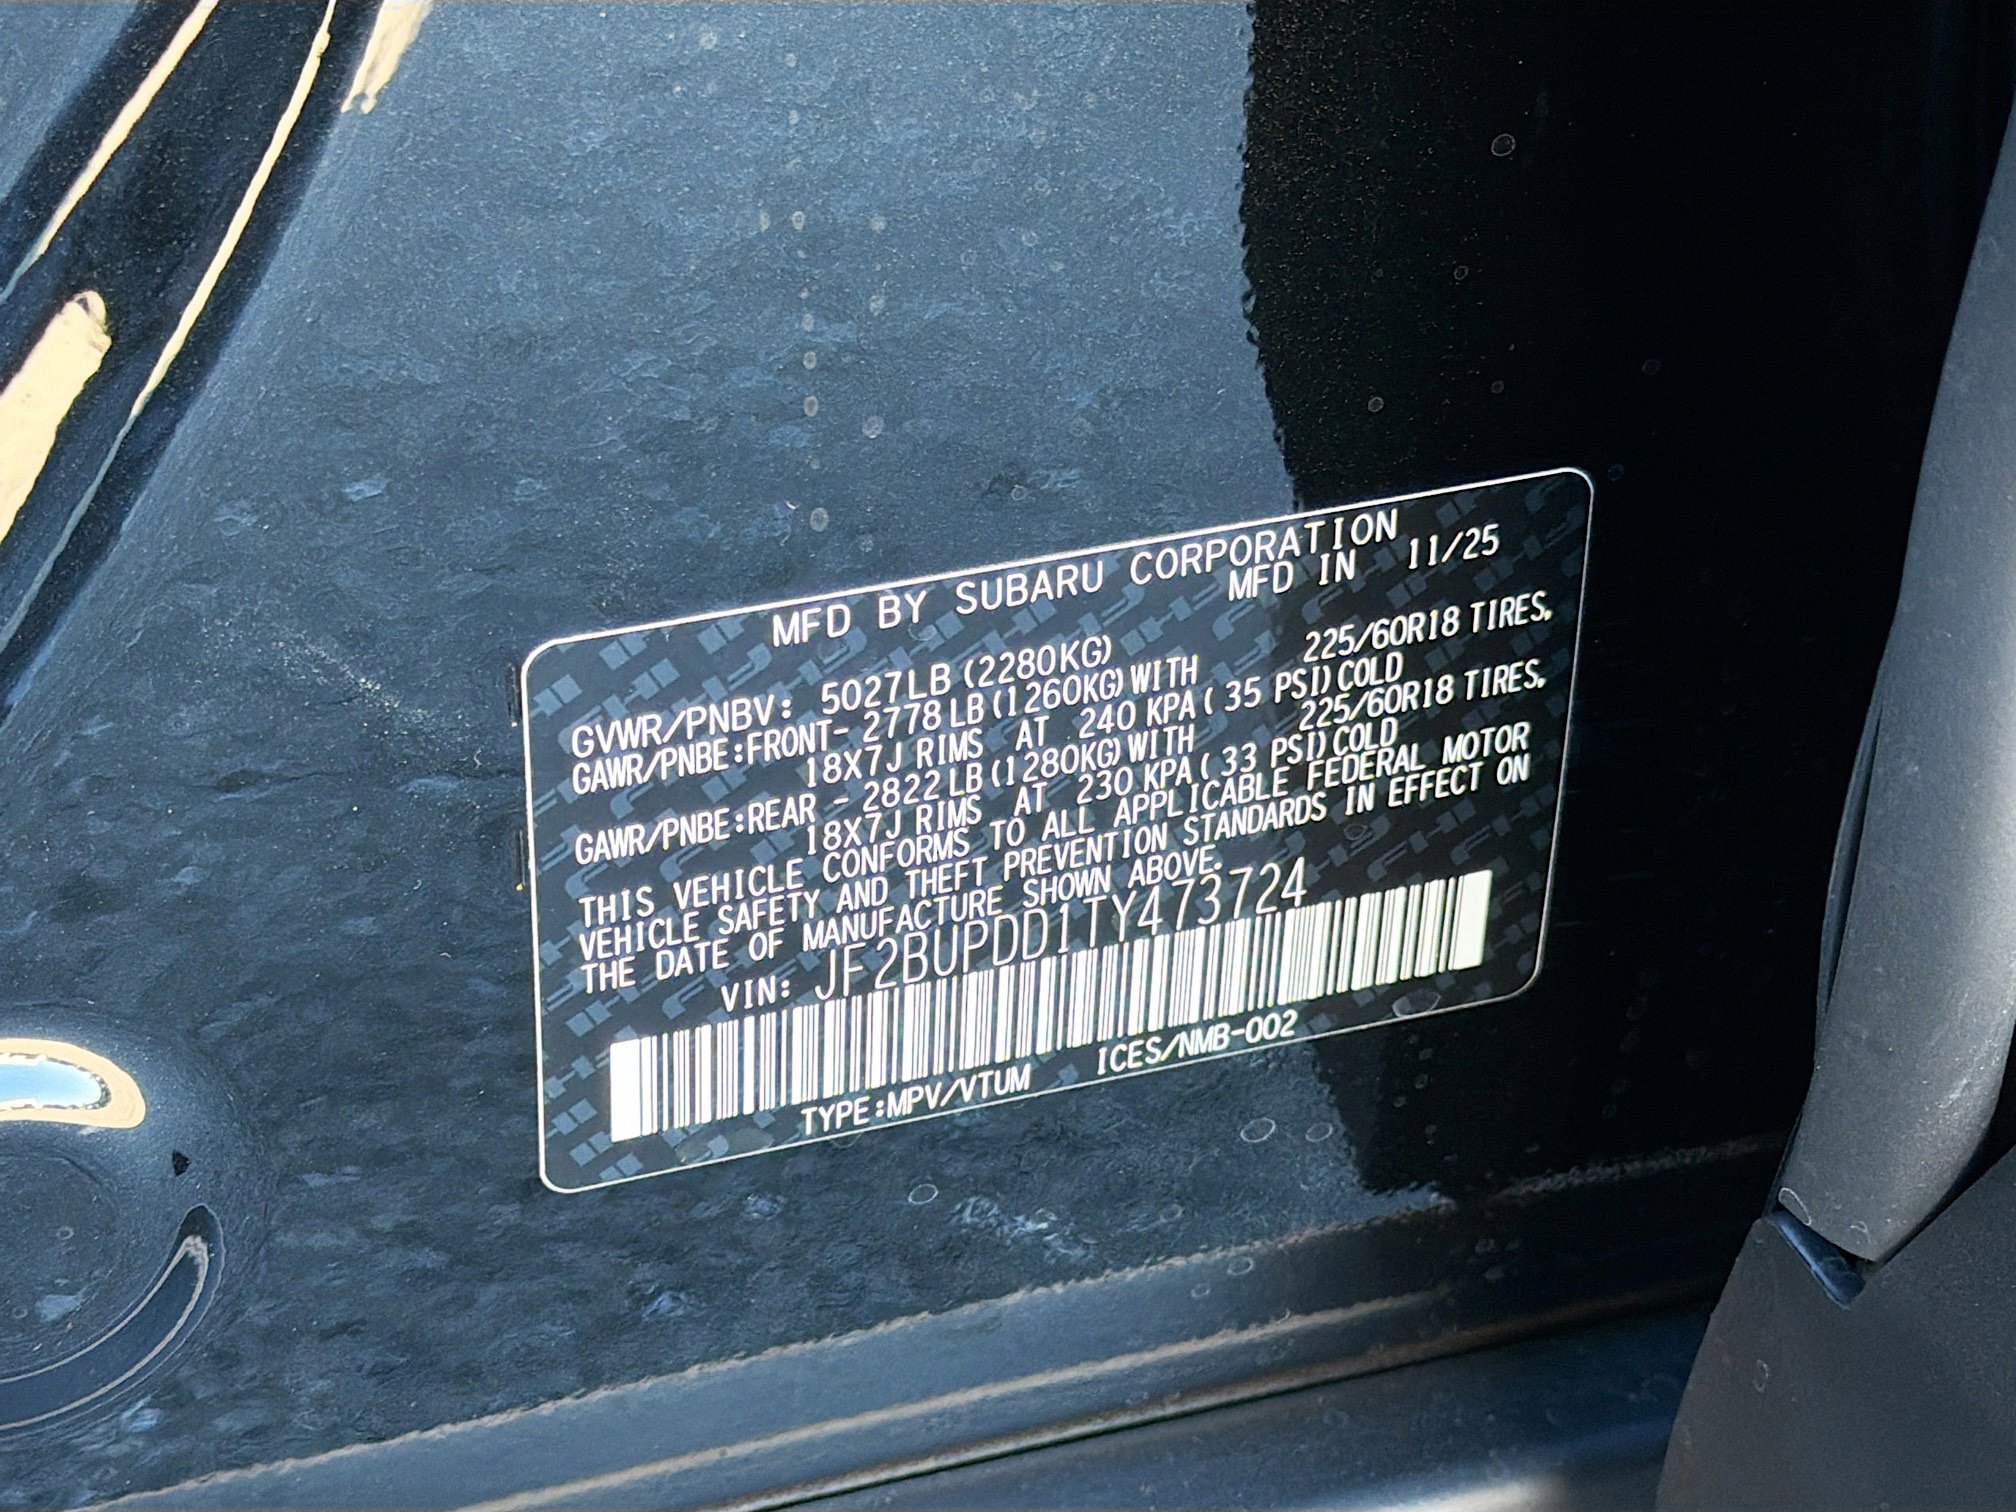 MFD BY SUBARU CORPORATION
MFD IN 11/25
GVWR/PNBV: 5027LB (2280KG)
GAWR/PNBE:FRONT- 2778 LB (1260KG) WITH 225/60R18 TIRES,
18X7J RIMS AT 240 KPA ( 35 PSI) COLD
GAWR/PNBE:REAR - 2822 LB (1280KG) WITH 225/60R18 TIRES,
18X7J RIMS AT 230 KPA ( 33 PSI) COLD
THIS VEHICLE CONFORMS TO ALL APPLICABLE FEDERAL MOTOR
VEHICLE SAFETY AND THEFT PREVENTION STANDARDS IN EFFECT ON
THE DATE OF MANUFACTURE SHOWN ABOVE.
VIN: JF2BUPDD1TY473724
TYPE:MPV/VTUM ICES/NMB-002